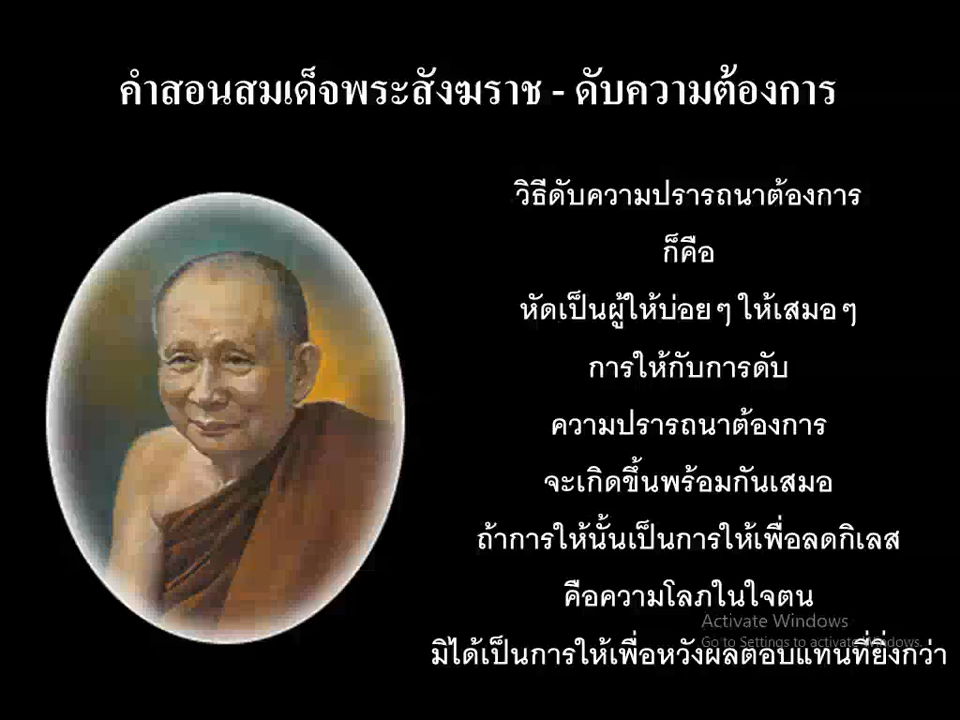 คำสอนสมเด็จพระสังฆราช - ดับความต้องการ
วิธีดับความปรารถนาต้องการ
ก็คือ
หัดเป็นผู้ให้บ่อยๆ ให้เสมอๆ
การให้กับการดับ
ความปรารถนาต้องการ
จะเกิดขึ้นพร้อมกันเสมอ
ถ้าการให้นั้นเป็นการให้เพื่อลดกิเลส
คือความโลภในใจตน
Activate Windows
Go to Settings to activate Windows.
มิได้เป็นการให้เพื่อหวังผลตอบแทนที่ยิ่งกว่า